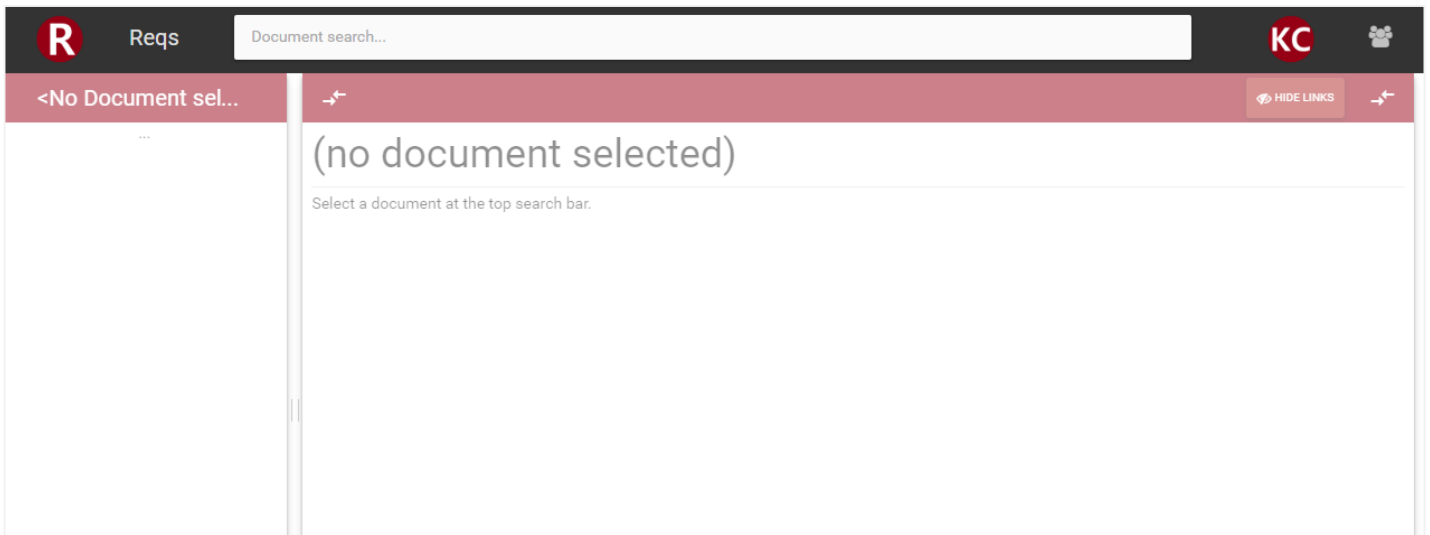 R Reqs Document search... KC
<No Document sel... HIDE LINKS
...
(no document selected)
Select a document at the top search bar.